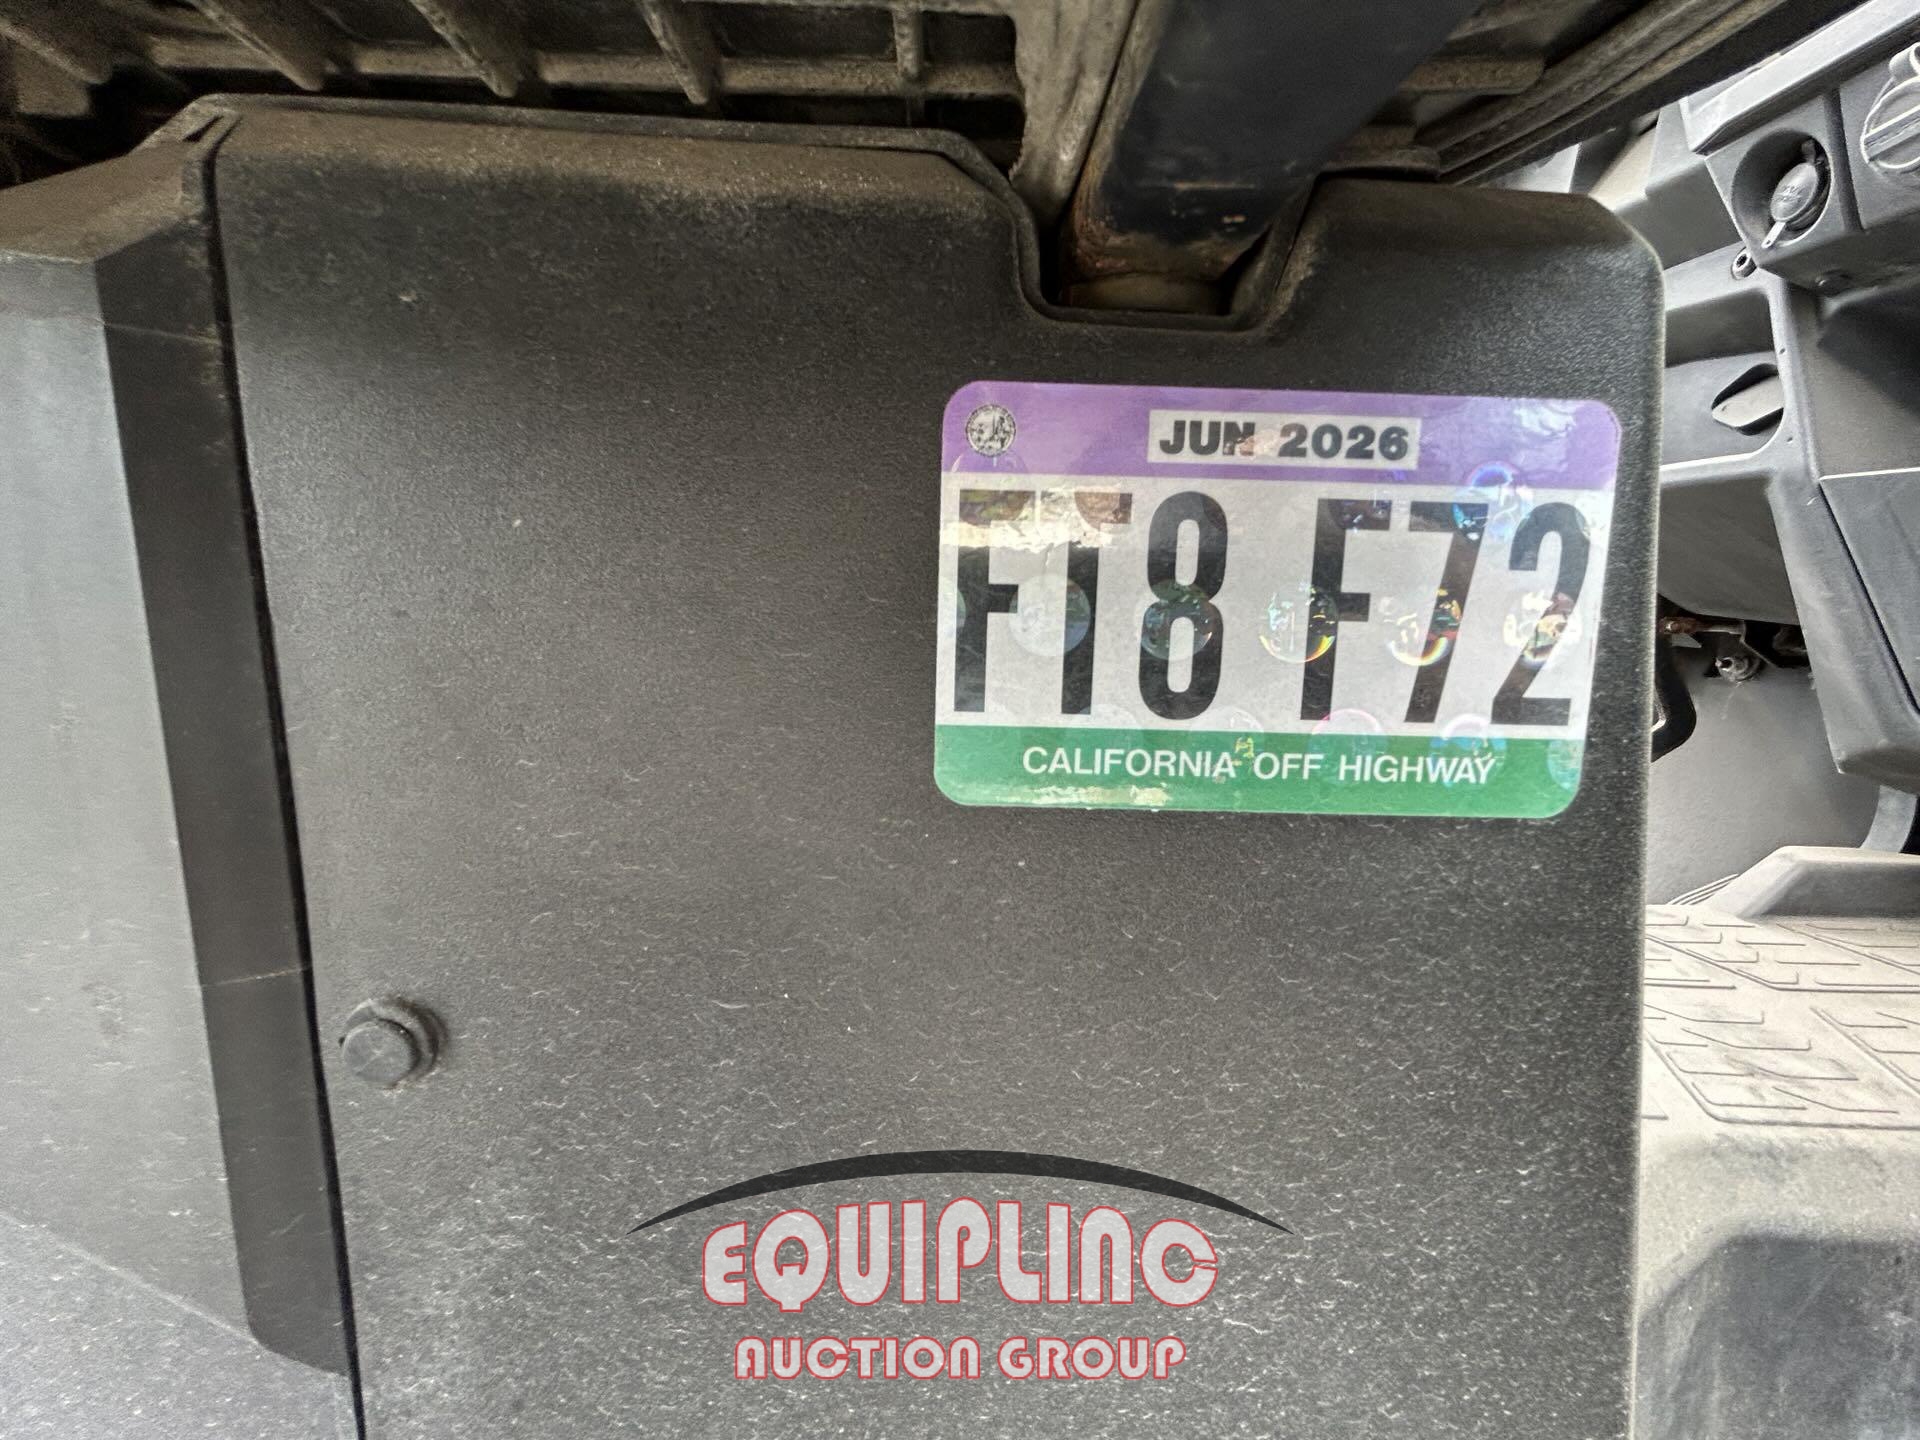 JUN 2026
FT8 F72
CALIFORNIA OFF HIGHWAY
EQUIPLINC
AUCTION GROUP